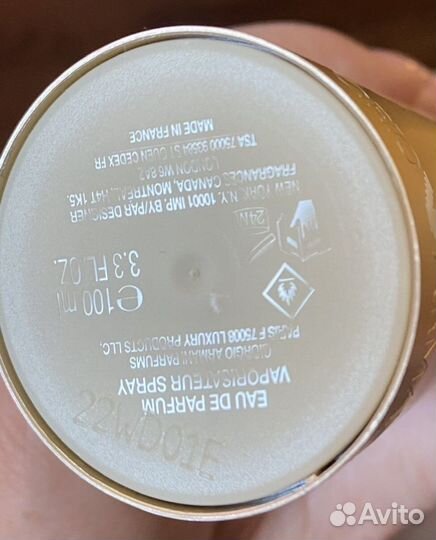 EAU DE PARFUM
VAPORISATEUR SPRAY
GIORGIO ARMANI PARFUMS
PARIS F 75008 LUXURY PRODUCTS LLC,
℮100 ml
3.3 FL. OZ.
24M
NEW YORK, N.Y. 10001 IMP. BY/PAR DESIGNER
FRAGRANCES CANADA, MONTREAL, H4T 1K5.
LONDON W6 8AZ
TSA 75000 93584 ST OUEN CEDEX FR
MADE IN FRANCE
22WD01E
Avito